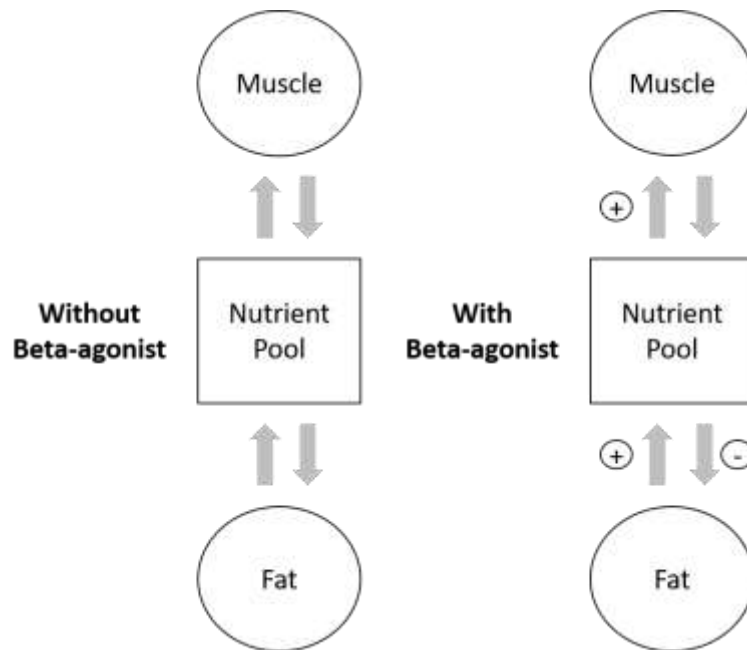 Muscle
Muscle
+
Without
Beta-agonist
Nutrient
Pool
With
Beta-agonist
Nutrient
Pool
+
-
Fat
Fat